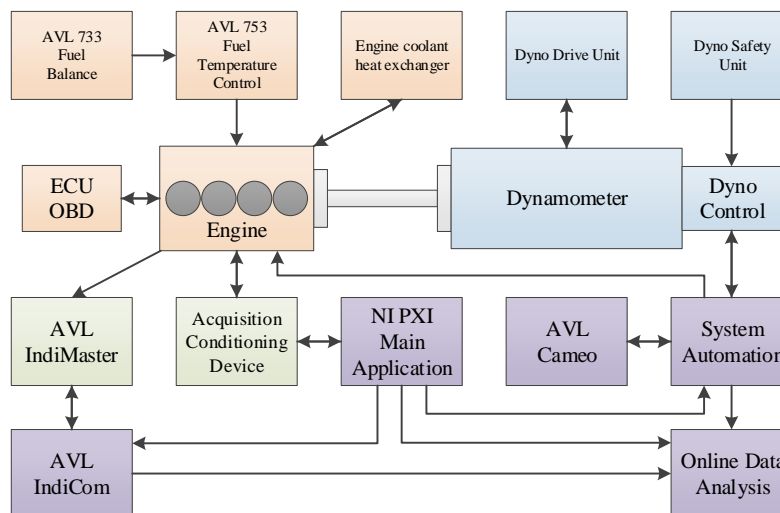 AVL 733
Fuel
Balance
AVL 753
Fuel
Temperature
Control
Engine coolant
heat exchanger
Dyno Drive Unit
Dyno Safety
Unit
ECU
OBD
Engine
Dynamometer
Dyno
Control
AVL
IndiMaster
Acquisition
Conditioning
Device
NI PXI
Main
Application
AVL
Cameo
System
Automation
AVL
IndiCom
Online Data
Analysis